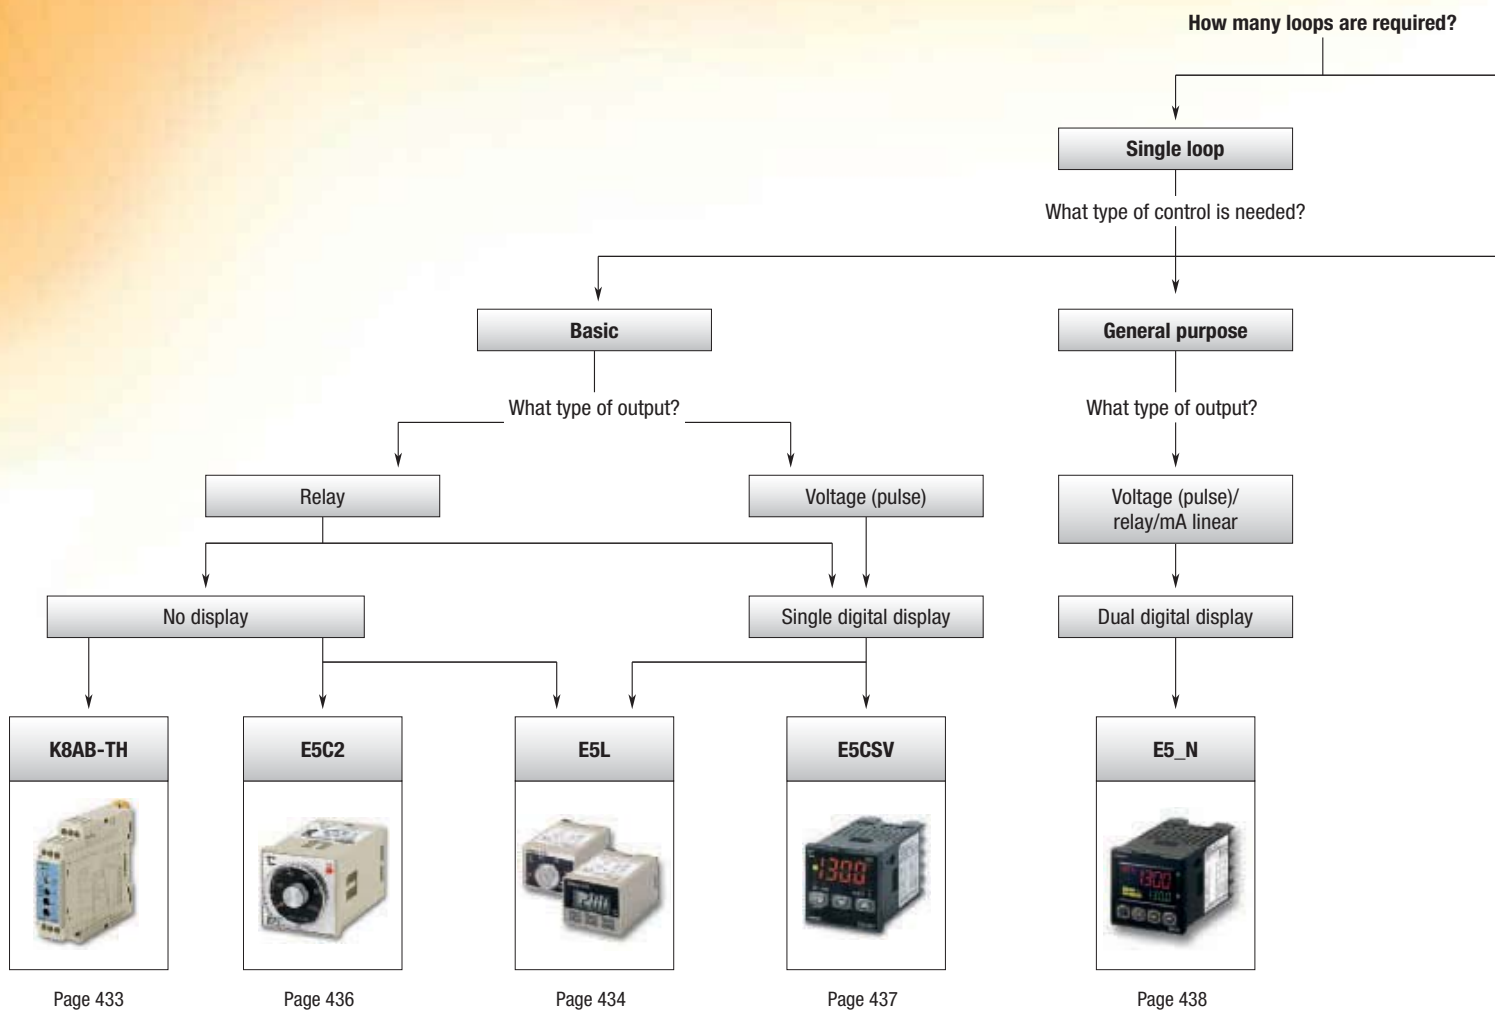 How many loops are required?
Single loop
What type of control is needed?
Basic
General purpose
What type of output?
What type of output?
Relay
Voltage (pulse)
Voltage (pulse)/
relay/mA linear
No display
Single digital display
Dual digital display
K8AB-TH
E5C2
E5L
E5CSV
E5_N
°C
1300
1300
Page 433
Page 436
Page 434
Page 437
Page 438